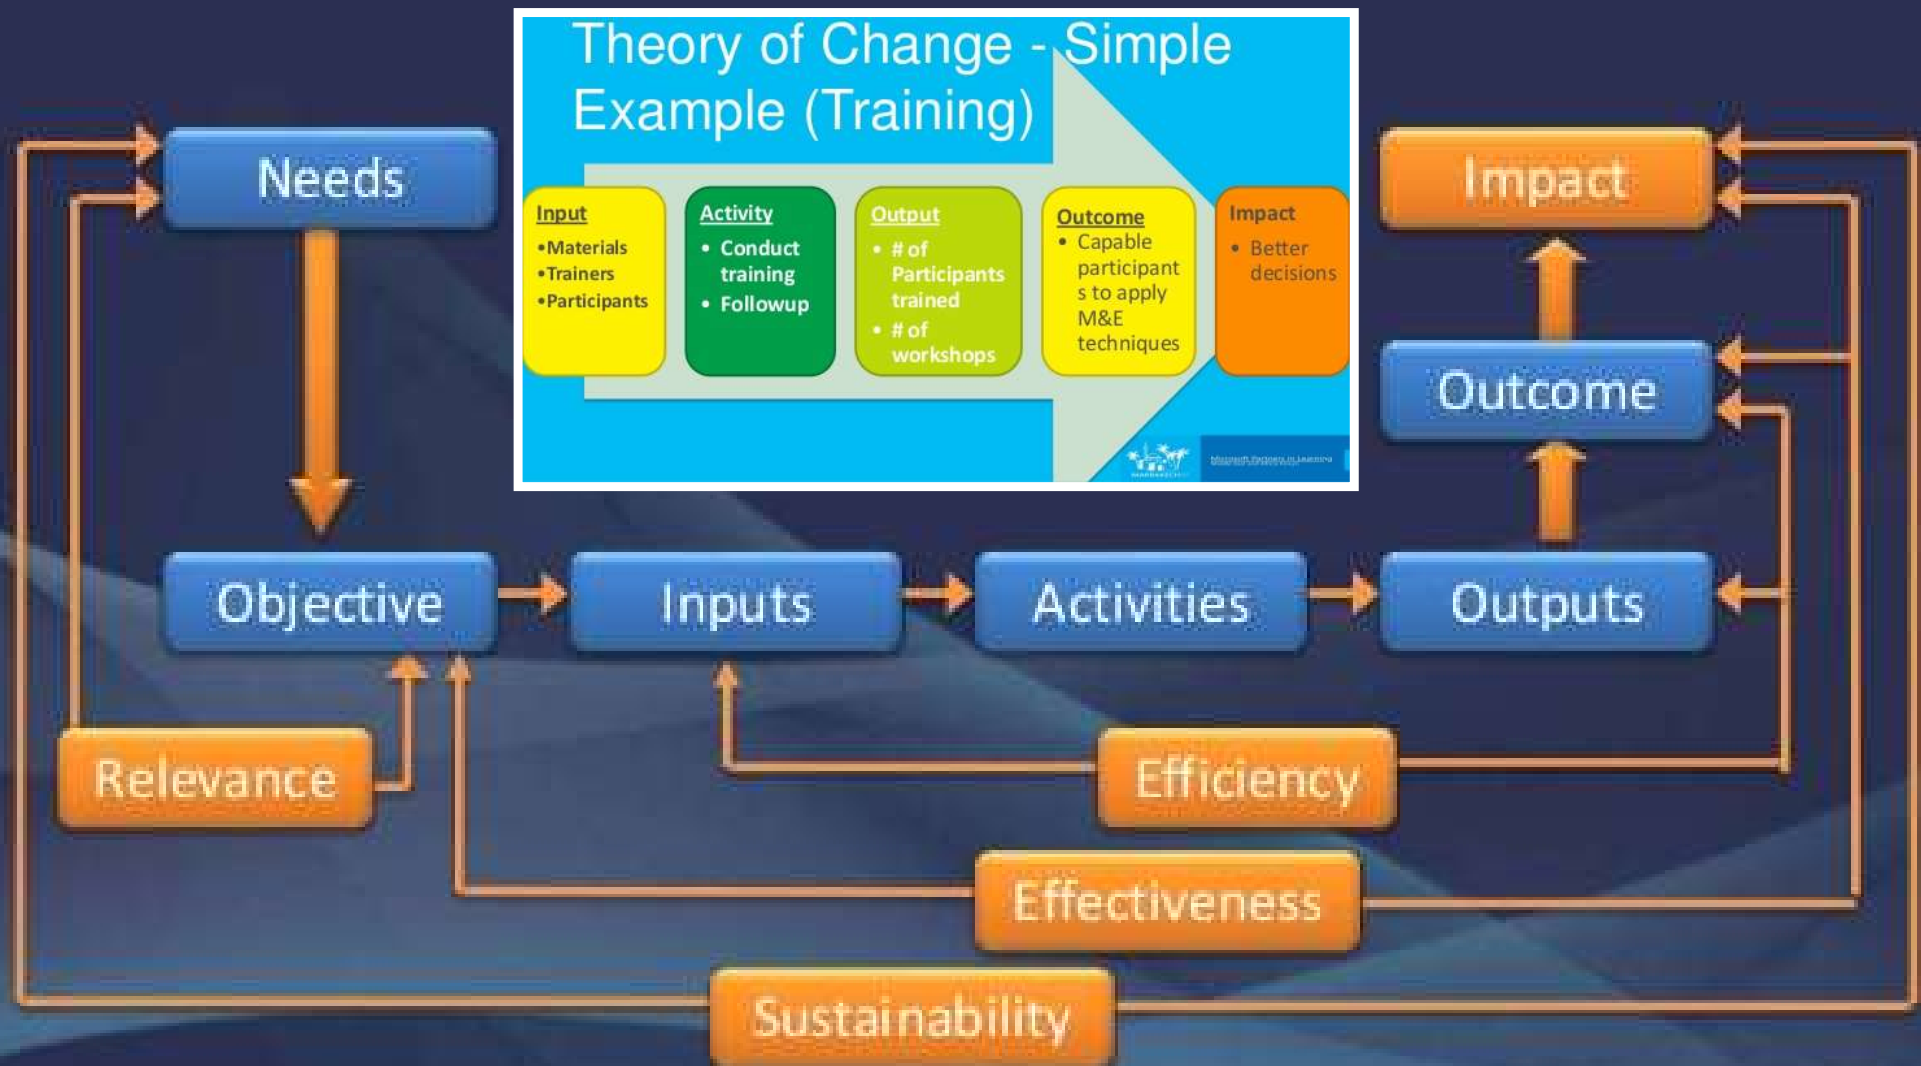 Theory of Change - Simple
Example (Training)
Input
•Materials
•Trainers
•Participants
Activity
• Conduct
training
• Followup
Output
• # of
Participants
trained
• # of
workshops
Outcome
• Capable
participant
s to apply
M&E
techniques
Impact
• Better
decisions
Needs
Impact
Outcome
Objective
Inputs
Activities
Outputs
Relevance
Efficiency
Effectiveness
Sustainability